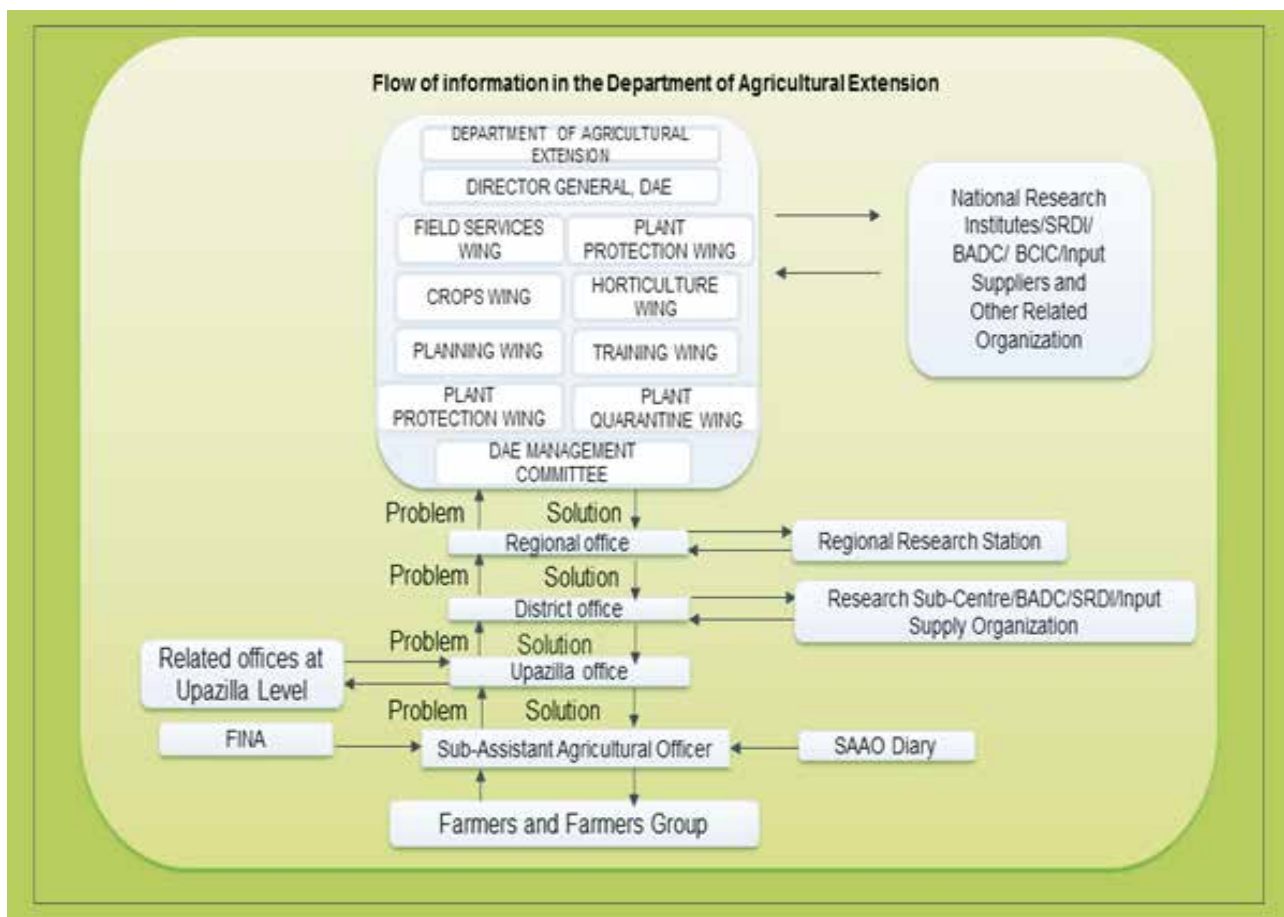 Flow of information in the Department of Agricultural Extension
DEPARTMENT OF AGRICULTURAL
EXTENSION
DIRECTOR GENERAL, DAE
FIELD SERVICES
WING
PLANT
PROTECTION WING
CROPS WING
HORTICULTURE
WING
PLANNING WING
TRAINING WING
PLANT
PROTECTION WING
PLANT
QUARANTINE WING
DAE MANAGEMENT
COMMITTEE
National Research
Institutes/SRDI/
BADC/ BCIC/Input
Suppliers and
Other Related
Organization
Problem
Solution
Regional office
Regional Research Station
Problem
Solution
District office
Research Sub-Centre/BADC/SRDI/Input
Supply Organization
Problem
Solution
Related offices at
Upazilla Level
Upazilla office
Problem
Solution
FINA
Sub-Assistant Agricultural Officer
SAAO Diary
Farmers and Farmers Group